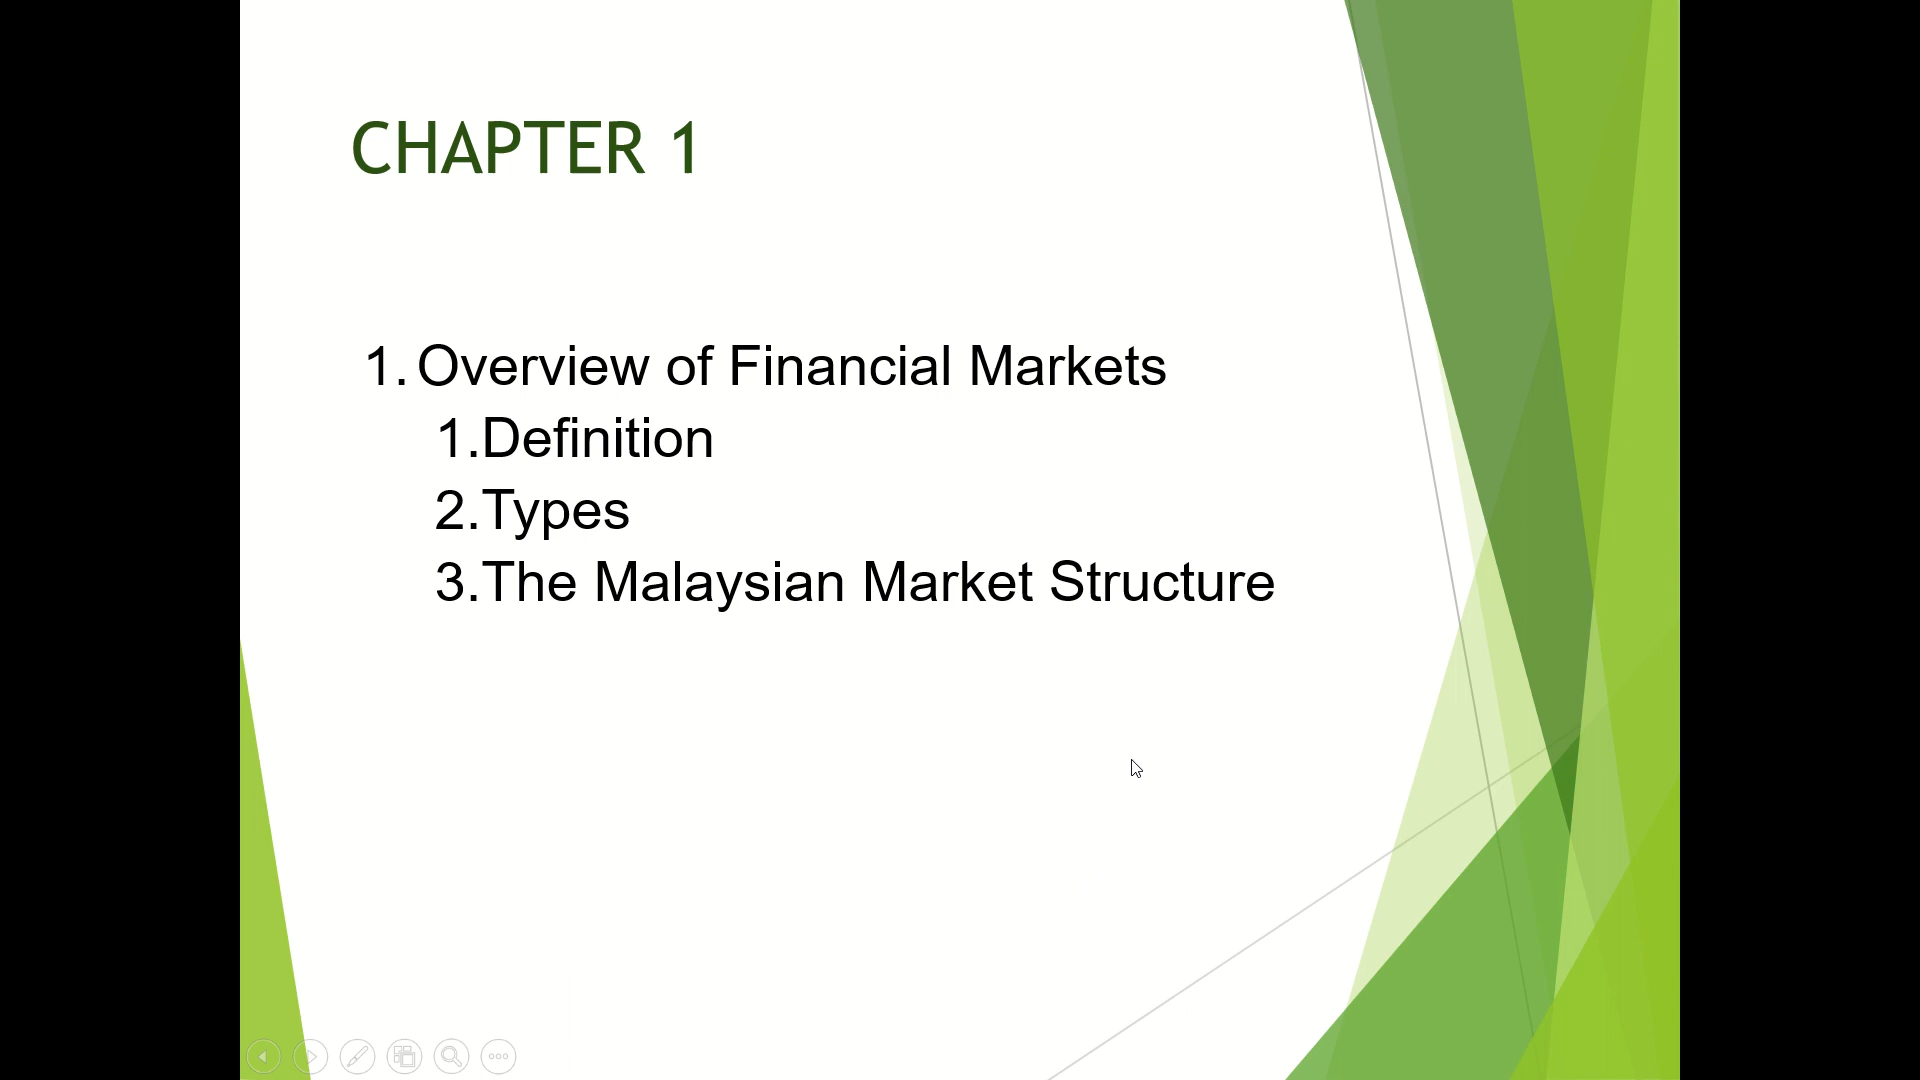 CHAPTER 1
1. Overview of Financial Markets
1.Definition
2.Types
3.The Malaysian Market Structure